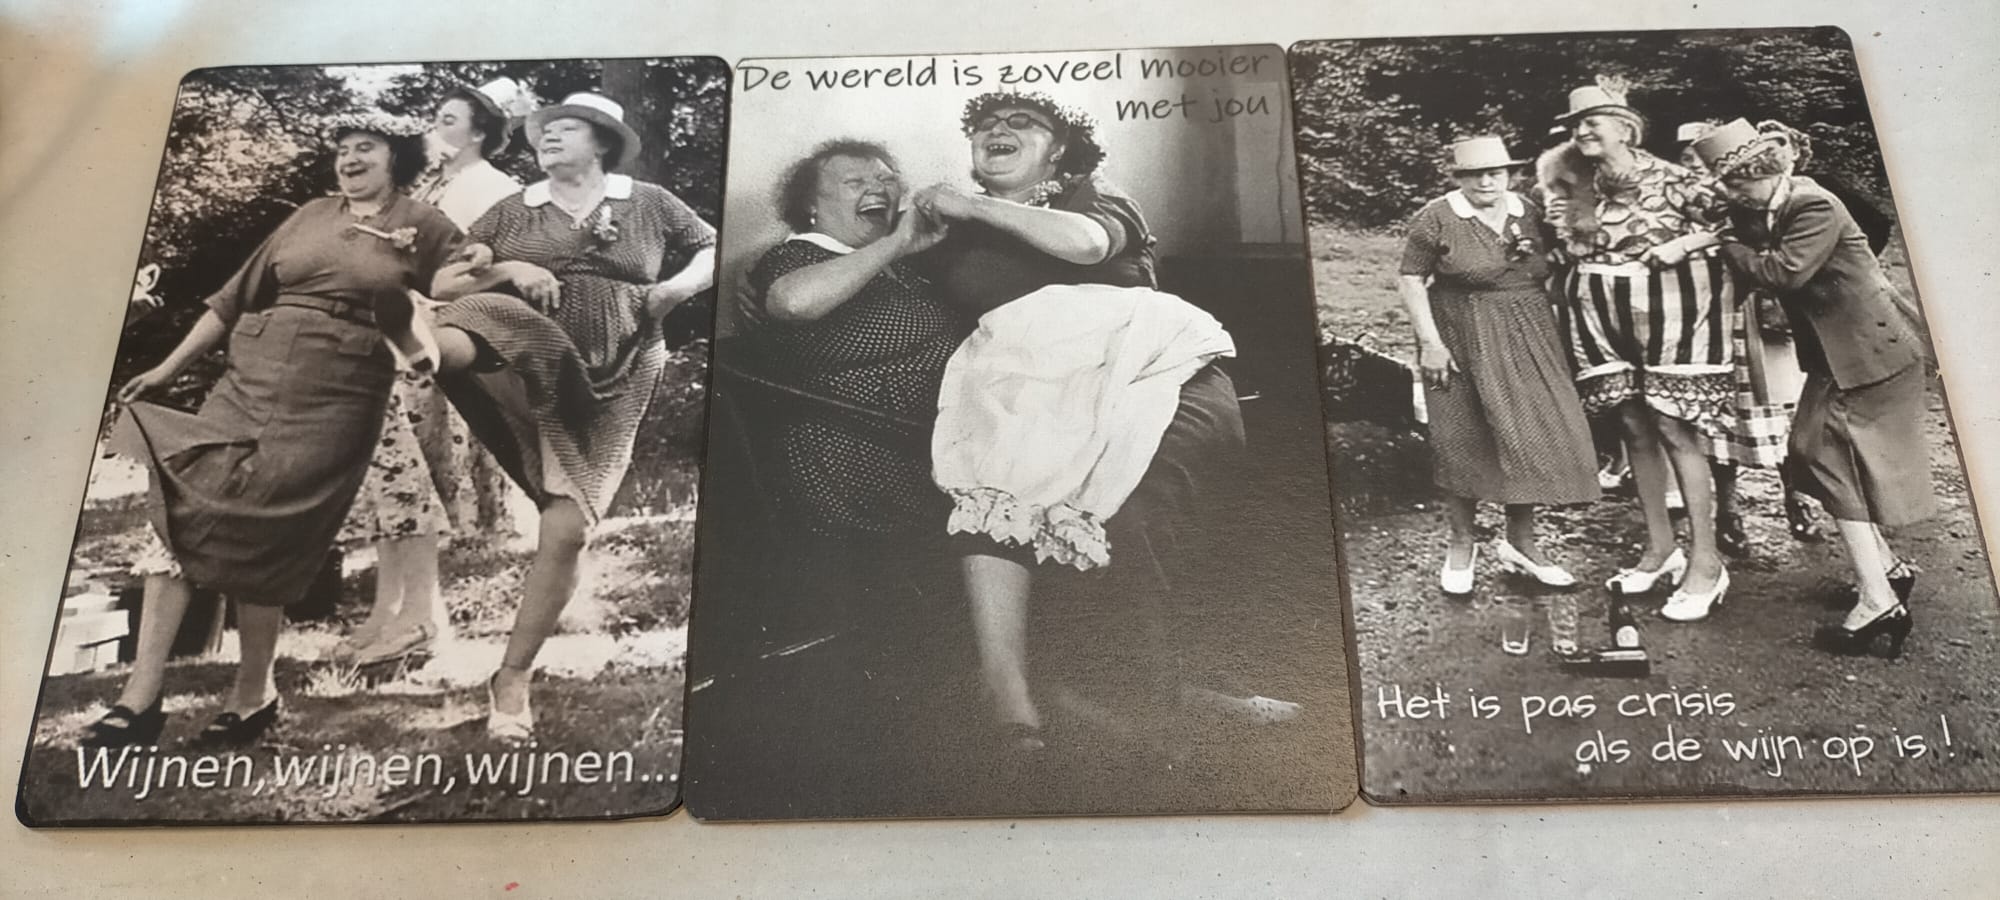 Wijnen, wijnen, wijnen...
De wereld is zoveel mooier
met jou
Het is pas crisis
als de wijn op is!